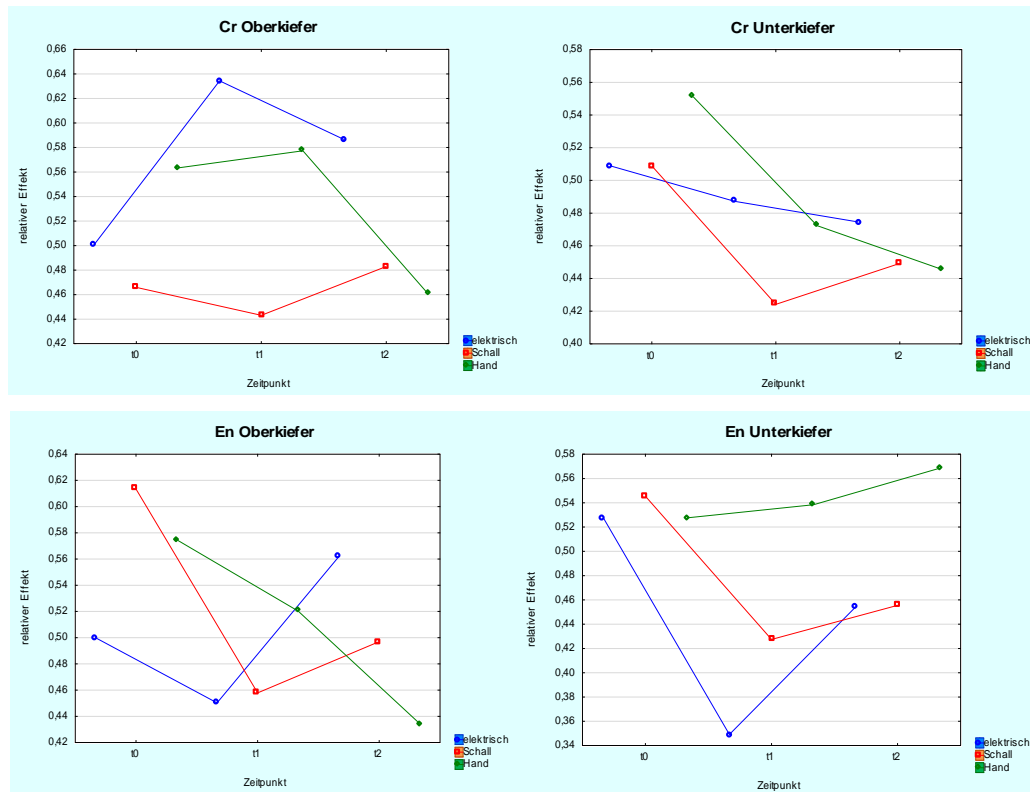 Cr Oberkiefer
0,66
0,64
0,62
0,60
0,58
0,56
0,54
0,52
0,50
0,48
0,46
0,44
0,42
relativer Effekt
t0 t1 t2
Zeitpunkt
elektrisch
Schall
Hand
Cr Unterkiefer
0,58
0,56
0,54
0,52
0,50
0,48
0,46
0,44
0,42
0,40
relativer Effekt
t0 t1 t2
Zeitpunkt
elektrisch
Schall
Hand
En Oberkiefer
0,64
0,62
0,60
0,58
0,56
0,54
0,52
0,50
0,48
0,46
0,44
0,42
relativer Effekt
t0 t1 t2
Zeitpunkt
elektrisch
Schall
Hand
En Unterkiefer
0,58
0,56
0,54
0,52
0,50
0,48
0,46
0,44
0,42
0,40
0,38
0,36
0,34
relativer Effekt
t0 t1 t2
Zeitpunkt
elektrisch
Schall
Hand